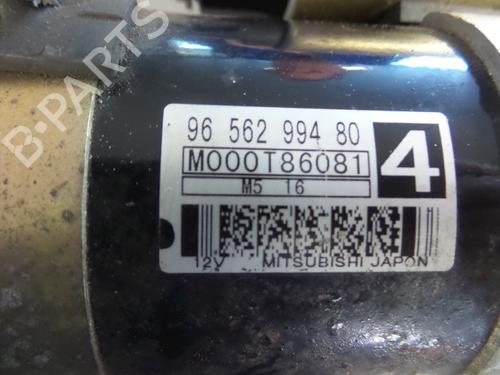 B-PARTS
96 562 994 80
M000T86081
4
M5 16
12V MITSUBISHI JAPON